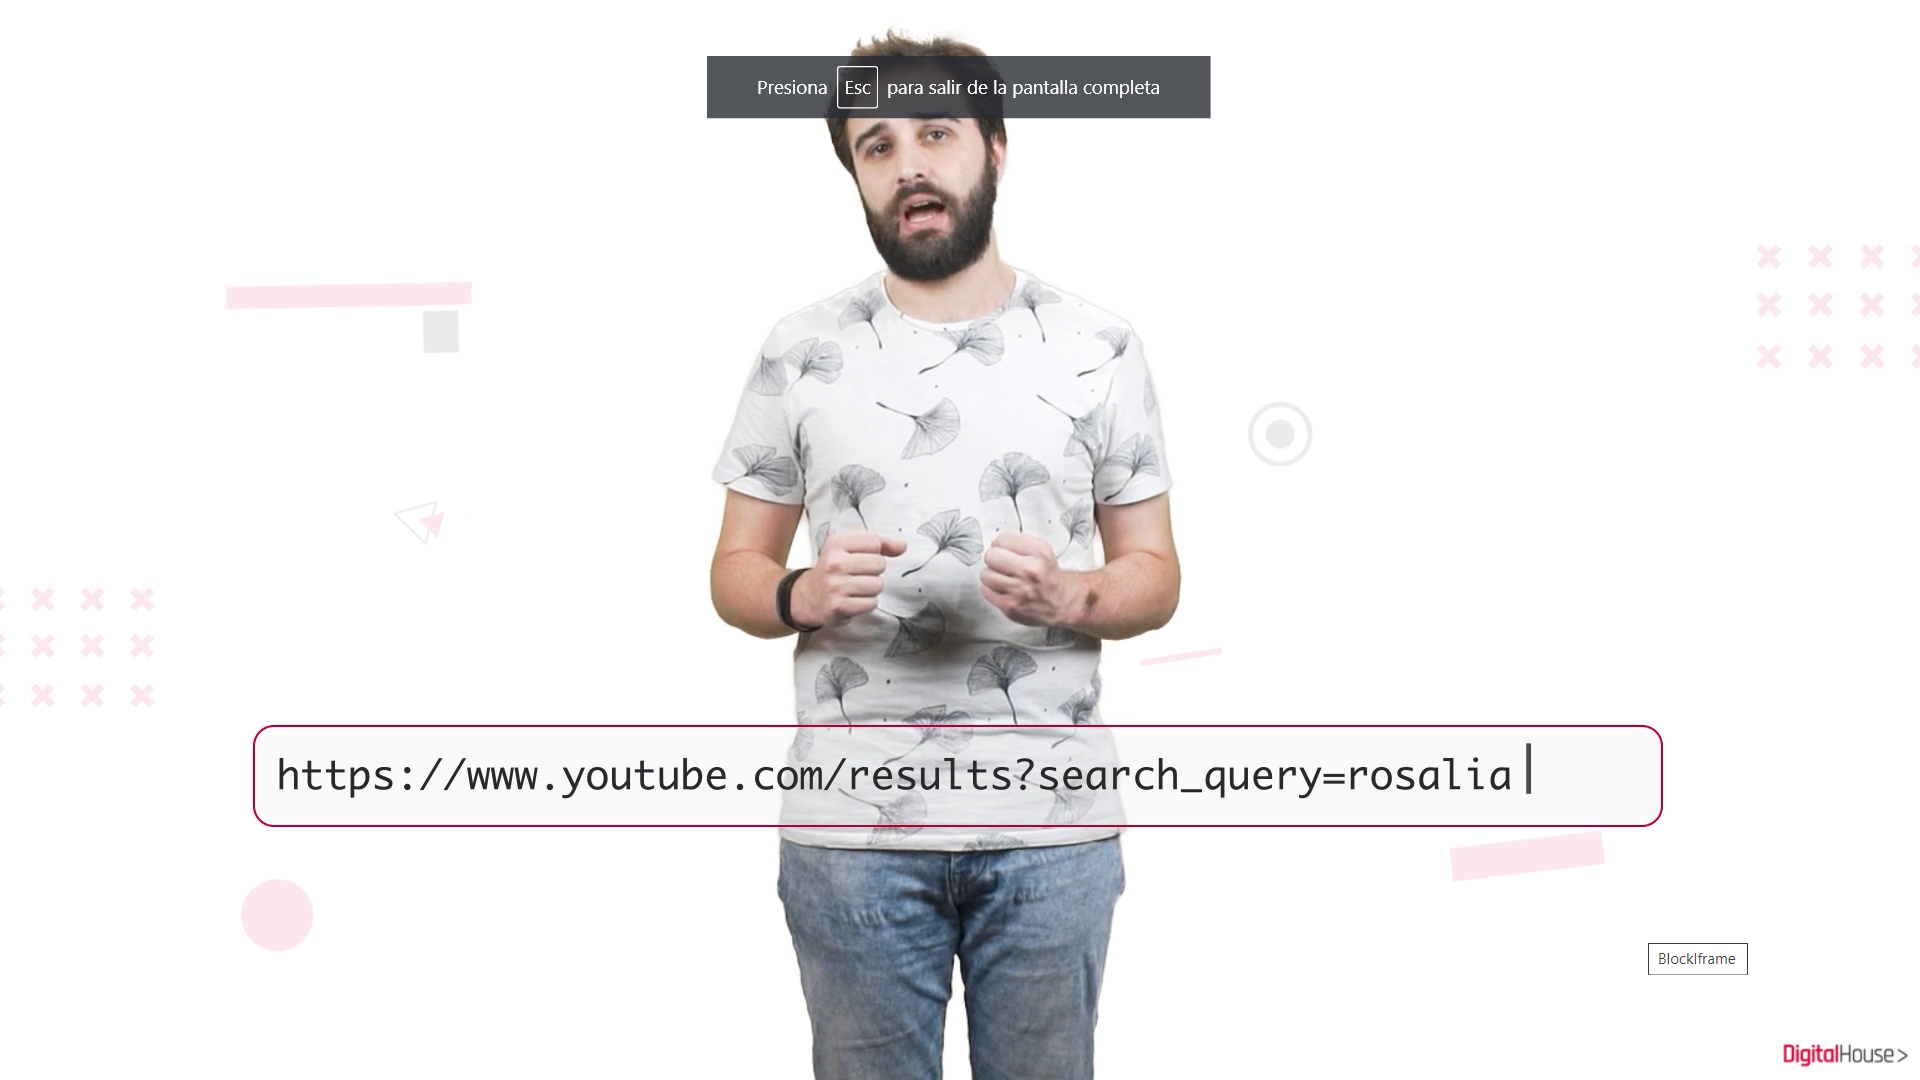 Presiona Esc para salir de la pantalla completa
https://www.youtube.com/results?search_query=rosalia
BlockIframe
DigitalHouse>